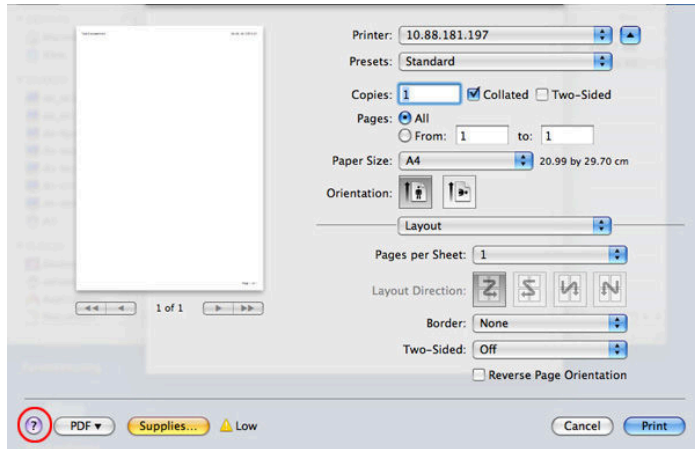 Printer: 10.88.181.197
Presets: Standard
Copies: 1 Collated Two-Sided
Pages: All
From: 1 to: 1
Paper Size: A4 20.99 by 29.70 cm
Orientation:
Layout
Pages per Sheet: 1
Layout Direction:
1 of 1
Border: None
Two-Sided: Off
Reverse Page Orientation
? PDF Supplies... Low Cancel Print